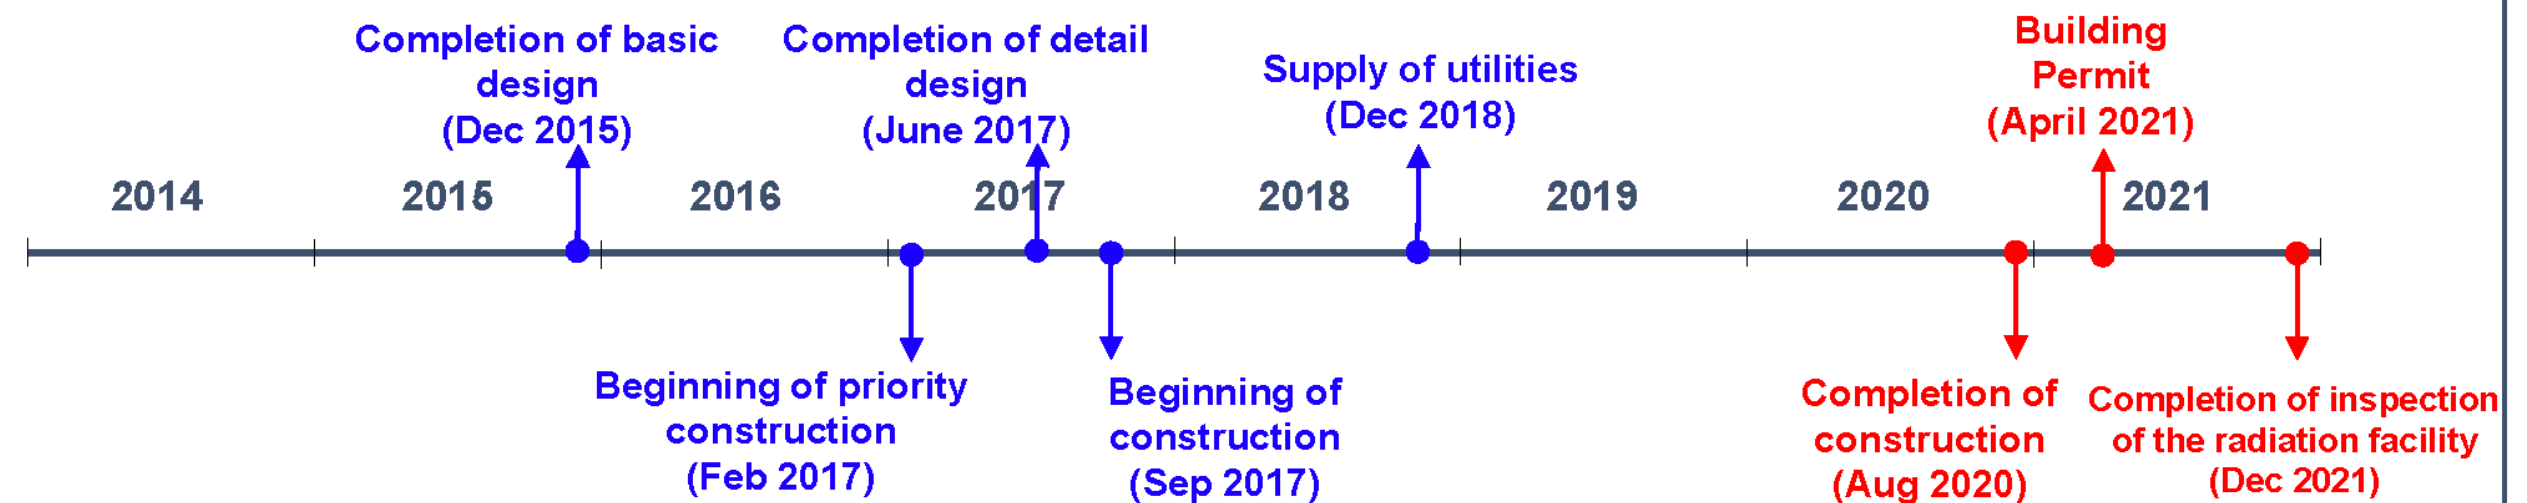 Completion of basic
design
(Dec 2015)
Completion of detail
design
(June 2017)
Supply of utilities
(Dec 2018)
Building
Permit
(April 2021)
2014
2015
2016
2017
2018
2019
2020
2021
Beginning of priority
construction
(Feb 2017)
Beginning of
construction
(Sep 2017)
Completion of
construction
(Aug 2020)
Completion of inspection
of the radiation facility
(Dec 2021)